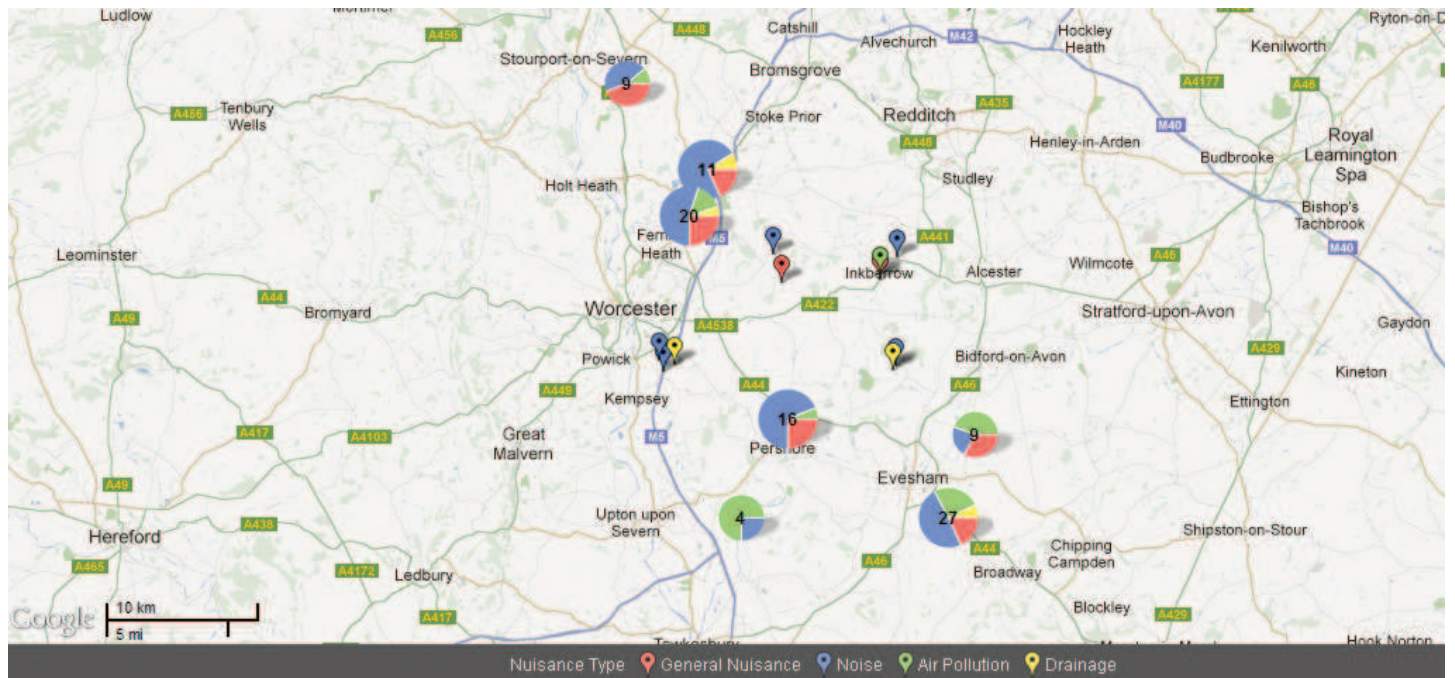 Ludlow
A456
A448
Catshill
Alvechurch
M42
Hockley
Heath
Kenilworth
Ryton-on-D
Stourport-on-Severn
Bromsgrove
A4177
A46
9
Tenbury
Wells
A456
Stoke Prior
Redditch
A435
Henley-in-Arden
M40
Royal
Leamington
Spa
A448
Budbrooke
11
Holt Heath
Studley
Bishop's
Tachbrook
20
Heath
M5
A441
M40
Leominster
Inkberrow
Alcester
Wilmcote
A46
A44
A422
Worcester
A49
Bromyard
A4538
Stratford-upon-Avon
Gaydon
Powick
Bidford-on-Avon
A429
Kineton
A449
Kempsey
A44
A46
Ettington
16
A417
A4103
Great
Malvern
M5
Pershore
9
Evesham
A49
Hereford
A438
Upton upon
Severn
4
27
Shipston-on-Stour
A44
Chipping
Campden
A465
A4172
Ledbury
A46
Broadway
Blockley
Google
10 km
5 mi
A417
A429
Tewkesbury
Hook Norton
Nuisance Type General Nuisance Noise Air Pollution Drainage